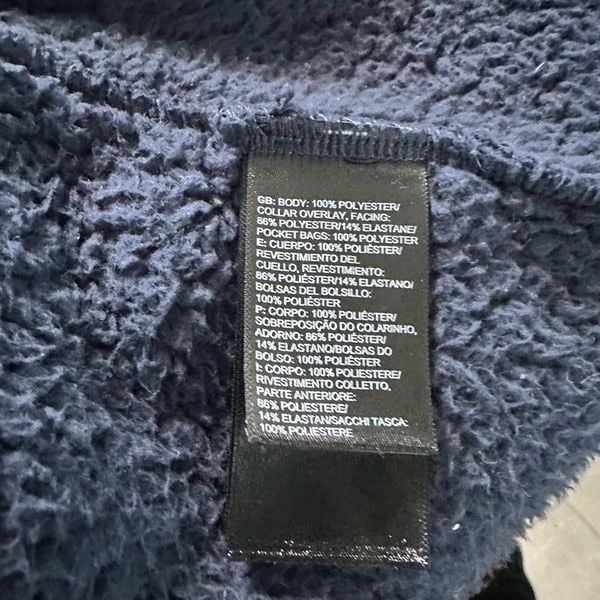 GB: BODY: 100% POLYESTER/
COLLAR OVERLAY, FACING:
86% POLYESTER/14% ELASTANE/
POCKET BAGS: 100% POLYESTER
E: CUERPO: 100% POLIÉSTER/
REVESTIMIENTO DEL
CUELLO, REVESTIMIENTO:
86% POLIÉSTER/14% ELASTANO/
BOLSAS DEL BOLSILLO:
100% POLIÉSTER
P: CORPO: 100% POLIÉSTER/
SOBREPOSIÇÃO DO COLARINHO,
ADORNO: 86% POLIÉSTER/
14% ELASTANO/BOLSAS DO
BOLSO: 100% POLIÉSTER
I: CORPO: 100% POLIESTERE/
RIVESTIMENTO COLLETTO,
PARTE ANTERIORE:
86% POLIESTERE/
14% ELASTAN/SACCHI TASCA:
100% POLIESTERE